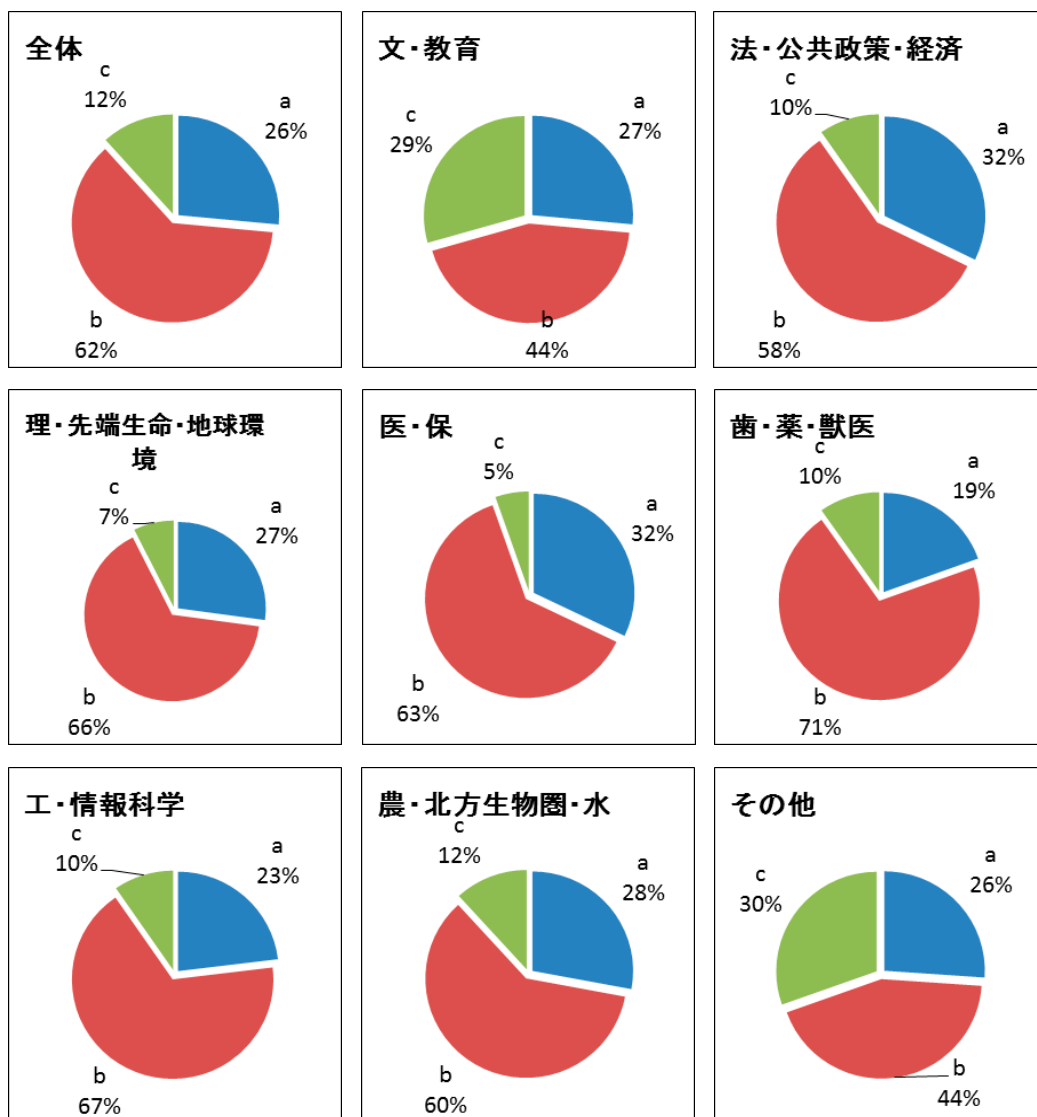 全体
c
12%
a
26%
b
62%
文・教育
c
29%
a
27%
b
44%
法・公共政策・経済
c
10%
a
32%
b
58%
理・先端生命・地球環
境
c
7%
a
27%
b
66%
医・保
c
5%
a
32%
b
63%
歯・薬・獣医
c
10%
a
19%
b
71%
工・情報科学
c
10%
a
23%
b
67%
農・北方生物圏・水
c
12%
a
28%
b
60%
その他
c
30%
a
26%
b
44%